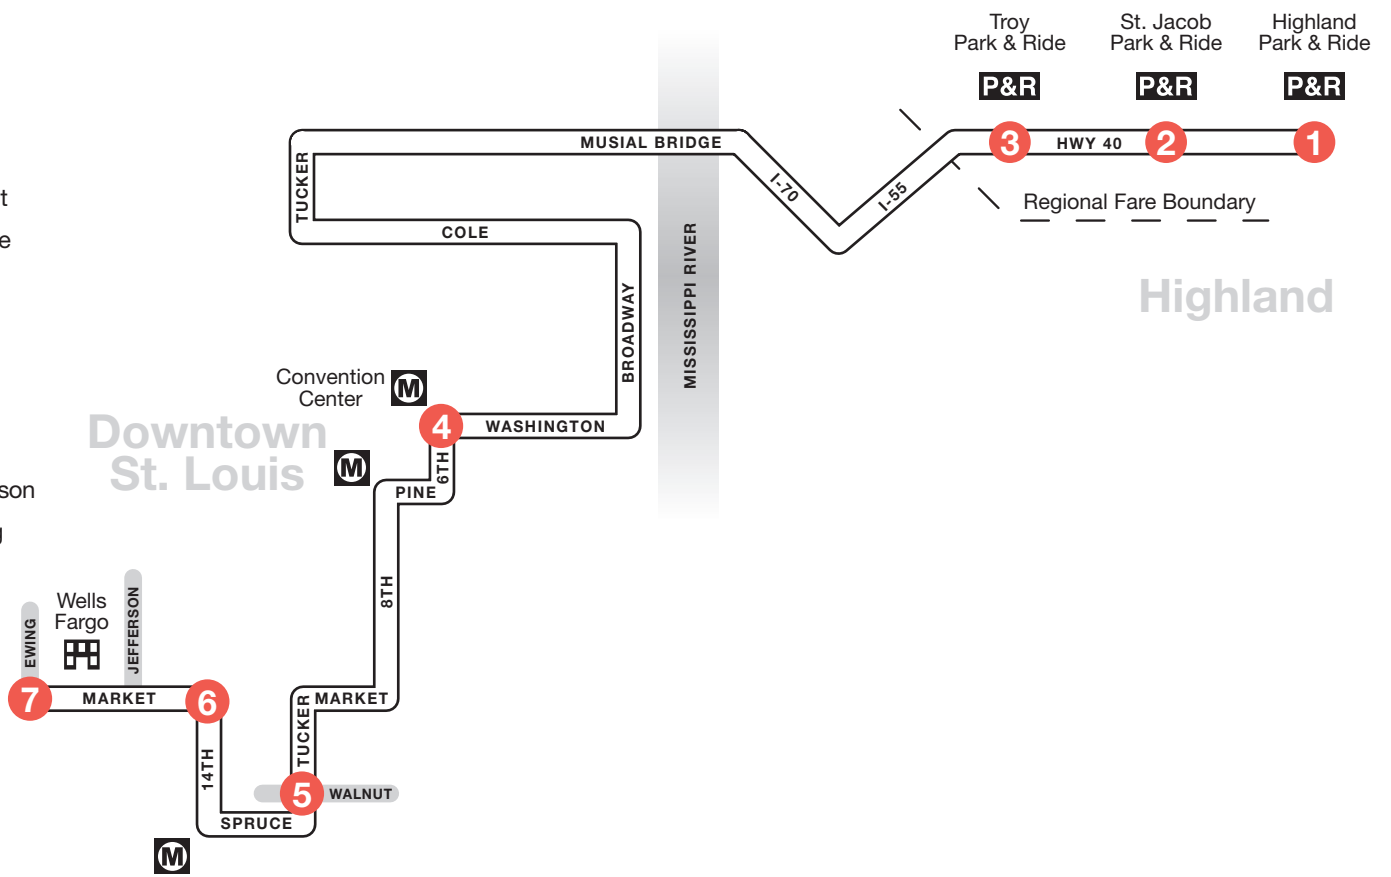 Troy
Park & Ride
St. Jacob
Park & Ride
Highland
Park & Ride
P&R
P&R
P&R
3
HWY 40
2
1
MUSIAL BRIDGE
TUCKER
I-70
I-55
Regional Fare Boundary
COLE
BROADWAY
MISSISSIPPI RIVER
Highland
Convention
Center
M
4
WASHINGTON
Downtown
St. Louis
M
6TH
PINE
8TH
Wells
Fargo
EWING
JEFFERSON
7
MARKET
6
TUCKER
MARKET
14TH
5
WALNUT
SPRUCE
M